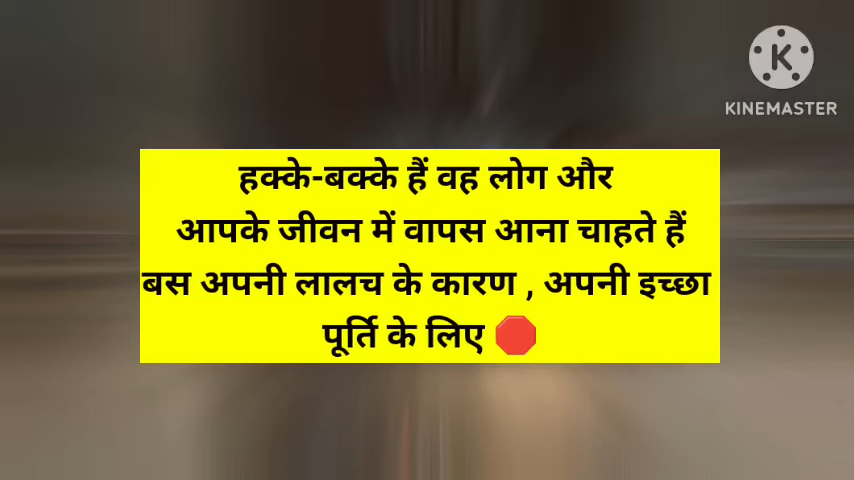 KINEMASTER
हक्के-बक्के हैं वह लोग और
आपके जीवन में वापस आना चाहते हैं
बस अपनी लालच के कारण , अपनी इच्छा
पूर्ति के लिए 🛑